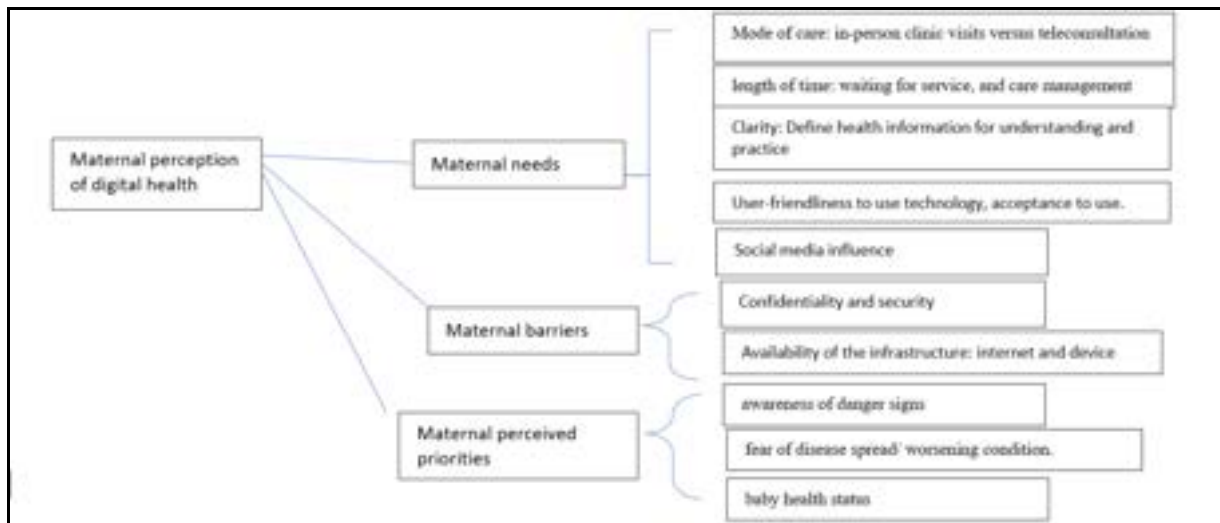 Maternal perception
of digital health
Maternal needs
Mode of care: in-person clinic visits versus teleconsultation
length of time: waiting for service, and care management
Clarity: Define health information for understanding and
practice
User-friendliness to use technology, acceptance to use.
Social media influence
Maternal barriers
Confidentiality and security
Availability of the infrastructure: internet and device
Maternal perceived
priorities
awareness of danger signs
fear of disease spread/ worsening condition.
baby health status